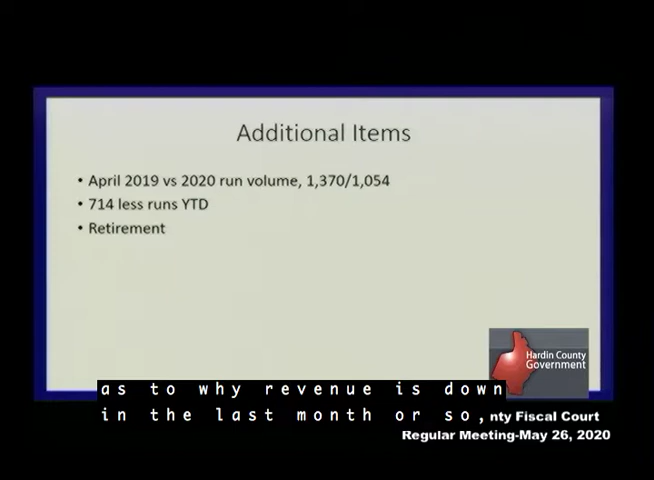 Additional Items
• April 2019 vs 2020 run volume, 1,370/1,054
• 714 less runs YTD
• Retirement
Hardin County
Government
as to why revenue is down
in the last month or so,
nty Fiscal Court
Regular Meeting-May 26, 2020